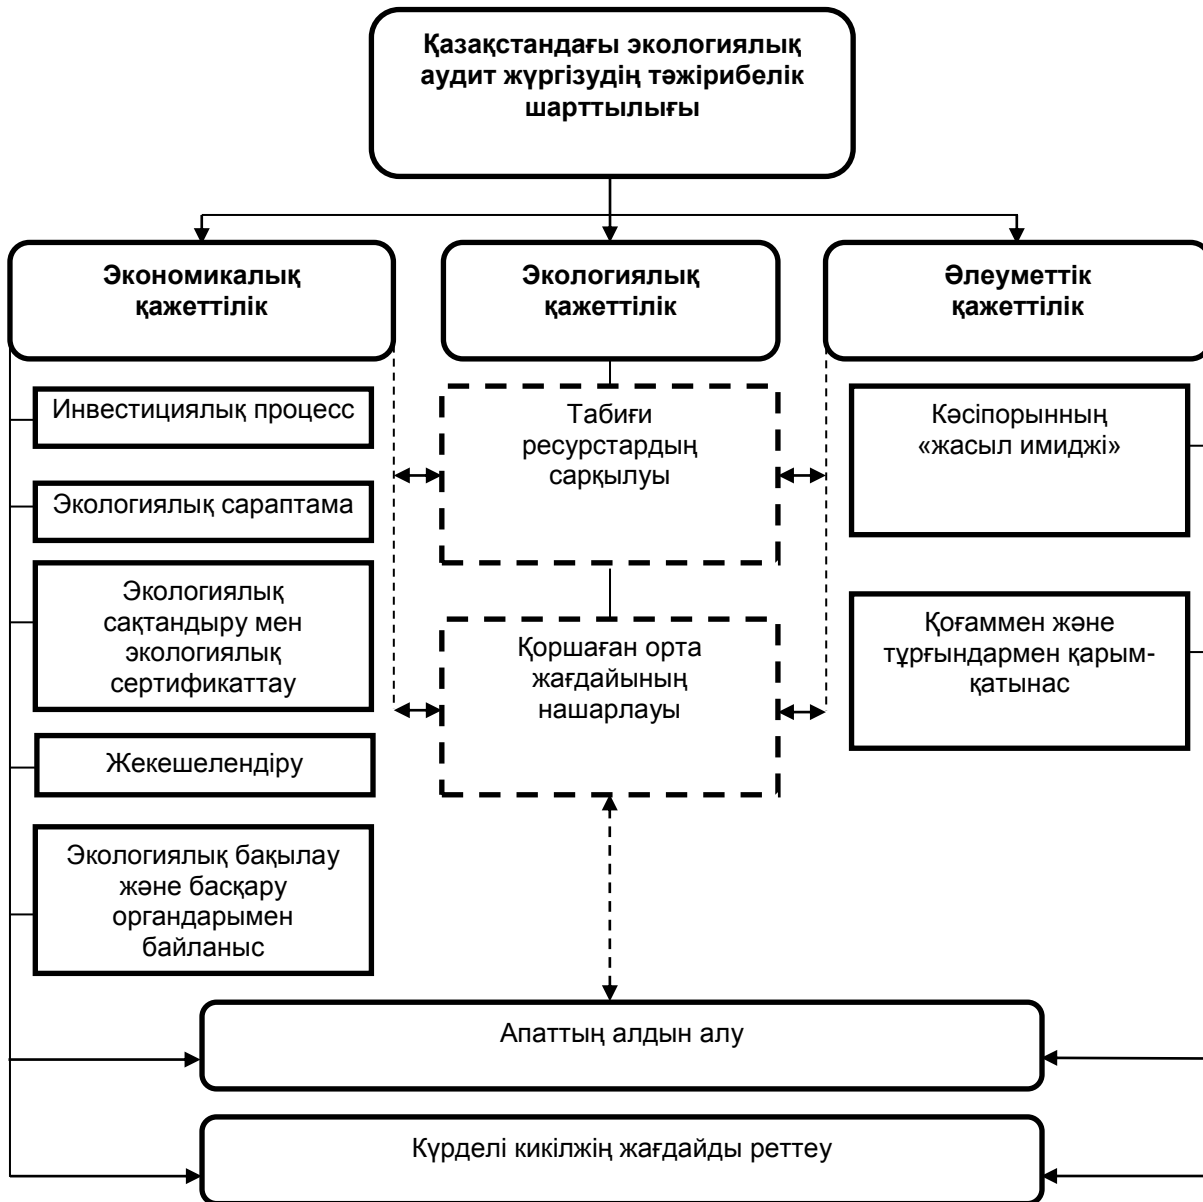 Қазақстандағы экологиялық
аудит жүргізудің тәжірибелік
шарттылығы
Экономикалық
қажеттілік
Экологиялық
қажеттілік
Әлеуметтік
қажеттілік
Инвестициялық процесс
Экологиялық сараптама
Экологиялық
сақтандыру мен
экологиялық
сертификаттау
Жекешелендіру
Экологиялық бақылау
және басқару
органдарымен
байланыс
Табиғи
ресурстардың
сарқылуы
Қоршаған орта
жағдайының
нашарлауы
Кәсіпорынның
«жасыл имиджі»
Қоғаммен және
тұрғындармен қарым-
қатынас
Апаттың алдын алу
Күрделі кикілжің жағдайды реттеу